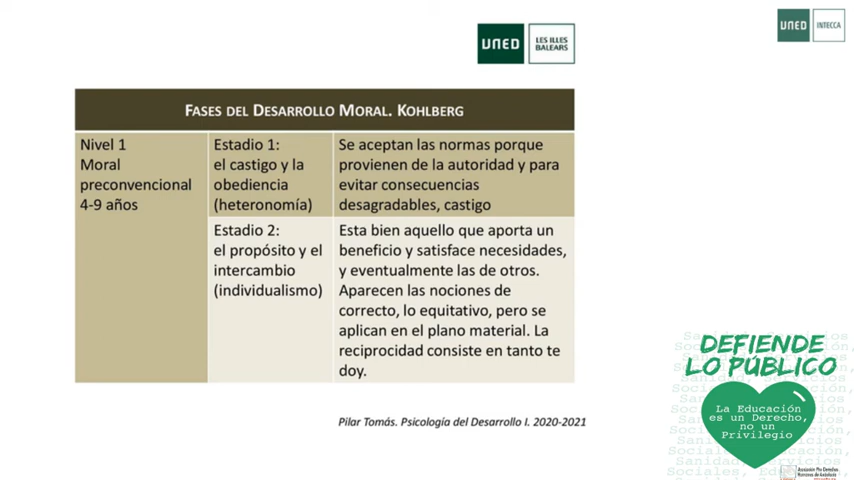 UNED
LES ILLES
BALEARS
UNED
INTECCA
FASES DEL DESARROLLO MORAL. KOHLBERG
Nivel 1
Moral
preconvencional
4-9 años
Estadio 1:
el castigo y la
obediencia
(heteronomía)
Se aceptan las normas porque
provienen de la autoridad y para
evitar consecuencias
desagradables, castigo
Estadio 2:
el propósito y el
intercambio
(individualismo)
Esta bien aquello que aporta un
beneficio y satisface necesidades,
y eventualmente las de otros.
Aparecen las nociones de
correcto, lo equitativo, pero se
aplican en el plano material. La
reciprocidad consiste en tanto te
doy.
Pilar Tomás. Psicología del Desarrollo I. 2020-2021
DEFIENDE
LO PÚBLICO
La Educación
es un Derecho,
no un
Privilegio